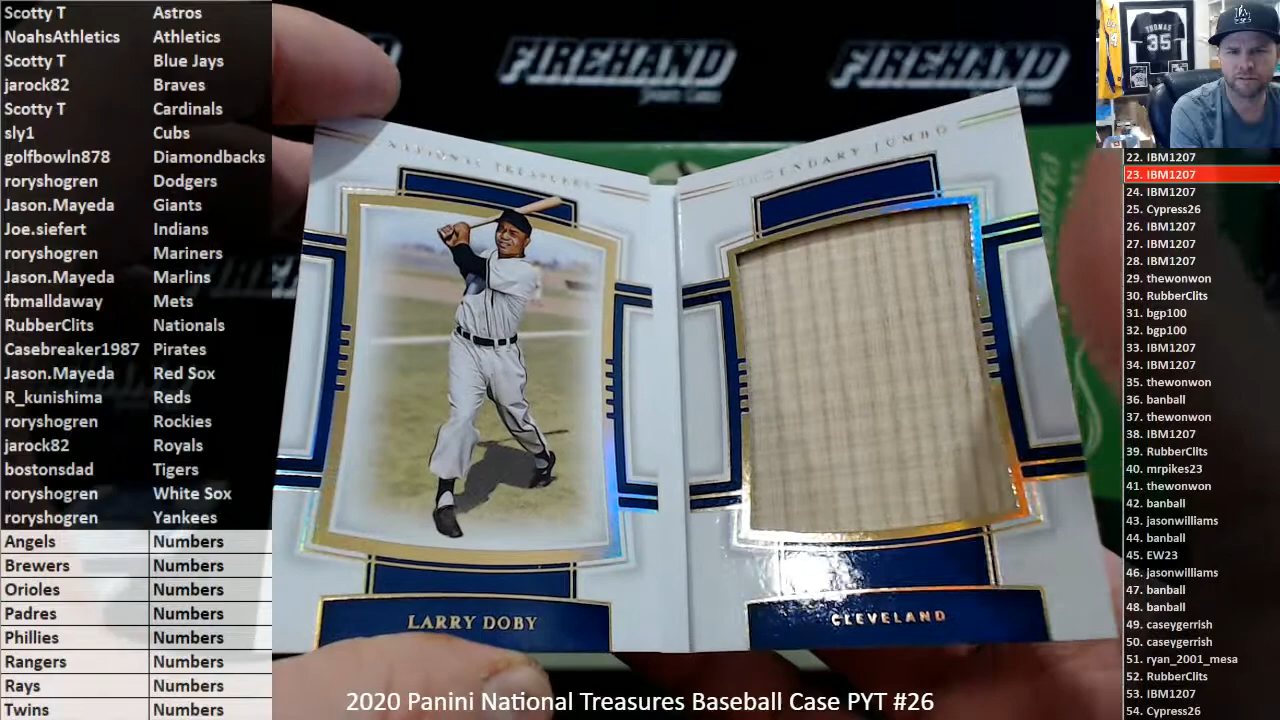 Scotty T Astros
NoahsAthletics Athletics
Scotty T Blue Jays
jarock82 Braves
Scotty T Cardinals
sly1 Cubs
golfbowln878 Diamondbacks
roryshogren Dodgers
Jason.Mayeda Giants
Joe.siefert Indians
roryshogren Mariners
Jason.Mayeda Marlins
fbmalldaway Mets
RubberClits Nationals
Casebreaker1987 Pirates
Jason.Mayeda Red Sox
R_kunishima Reds
roryshogren Rockies
jarock82 Royals
bostonsdad Tigers
roryshogren White Sox
roryshogren Yankees
Angels Numbers
Brewers Numbers
Orioles Numbers
Padres Numbers
Phillies Numbers
Rangers Numbers
Rays Numbers
Twins Numbers
FIREHAND
FIREHAND
NATIONAL TREASURES
LEGENDARY JUMBO
LARRY DOBY
CLEVELAND
2020 Panini National Treasures Baseball Case PYT #26
THOMAS
35
LA
22. IBM1207
23. IBM1207
24. IBM1207
25. Cypress26
26. IBM1207
27. IBM1207
28. IBM1207
29. thewonwon
30. RubberClits
31. bgp100
32. bgp100
33. IBM1207
34. IBM1207
35. thewonwon
36. banball
37. thewonwon
38. IBM1207
39. RubberClits
40. mrpikes23
41. thewonwon
42. banball
43. jasonwilliams
44. banball
45. EW23
46. jasonwilliams
47. banball
48. banball
49. caseygerrish
50. caseygerrish
51. ryan_2001_mesa
52. RubberClits
53. IBM1207
54. Cypress26